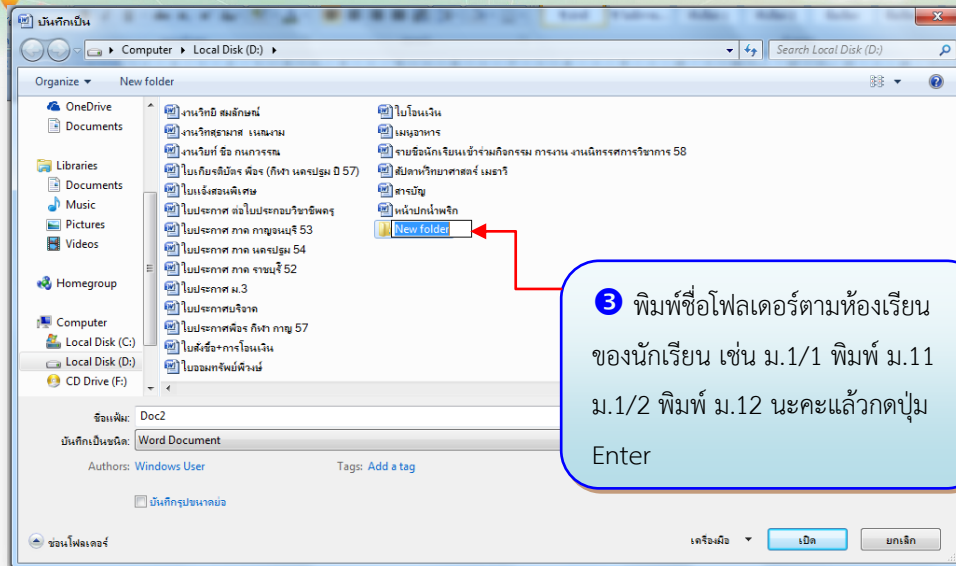 บันทึกเป็น
Computer ▸ Local Disk (D:) ▸
Search Local Disk (D:)
Organize ▼ New folder
OneDrive
Documents
Libraries
Documents
Music
Pictures
Videos
Homegroup
Computer
Local Disk (C:)
Local Disk (D:)
CD Drive (F:)
งานวิทมิ สมลักษณ์
งานวิทสุธามาส เนณงาม
งานวิยท์ ชิอ กนกวรรณ
ใบเกียรติบัตร พีอร (กีฬา นครปฐม ปี 57)
ใบแจ้งสอนพิเศษ
ใบประกาศ ต่อใบประกอบวิชาชีพครู
ใบประกาศ ภาค กาญจนบุรี 53
ใบประกาศ ภาค นครปฐม 54
ใบประกาศ ภาค ราชบุรี 52
ใบประกาศ ม.3
ใบประกาศบริจาค
ใบประกาศพีอร กีฬา กาญ 57
ใบสั่งซื้อ+การโอนเงิน
ใบออมทรัพย์พี่วงษ์
ใบโอนเงิน
เมนูอาหาร
รายชื่อนักเรียนเข้าร่วมกิจกรรม การงาน งานนิทรรศการวิชาการ 58
สัปดาห์วิทยาศาสตร์ เมธาวี
สารบัญ
หน้าปกน้ำพริก
New folder
❸ พิมพ์ชื่อโฟลเดอร์ตามห้องเรียน
ของนักเรียน เช่น ม.1/1 พิมพ์ ม.11
ม.1/2 พิมพ์ ม.12 นะคะแล้วกดปุ่ม
Enter
ชื่อแฟ้ม: Doc2
บันทึกเป็นชนิด: Word Document
Authors: Windows User Tags: Add a tag
บันทึกรูปขนาดย่อ
ซ่อนโฟลเดอร์
เครื่องมือ ▼ เปิด ยกเลิก